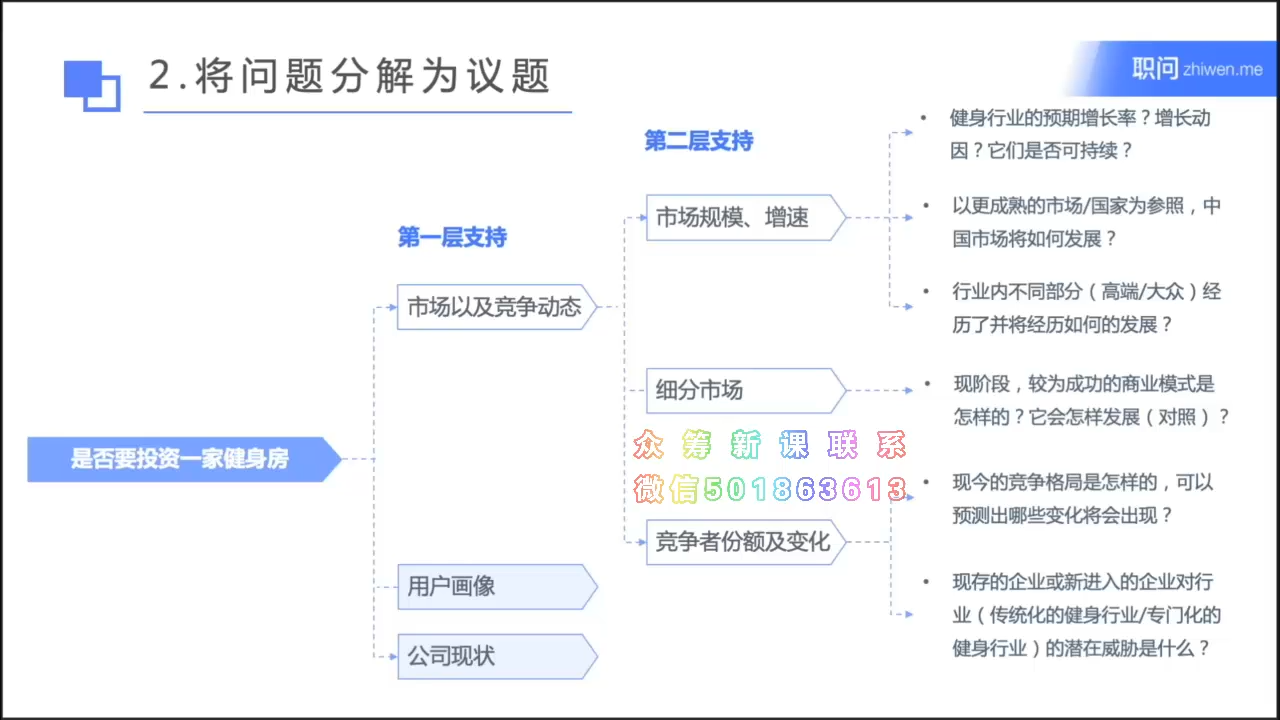 2.将问题分解为议题
职问 zhiwen.me
第一层支持
第二层支持
是否要投资一家健身房
市场以及竞争动态
用户画像
公司现状
市场规模、增速
细分市场
竞争者份额及变化
• 健身行业的预期增长率？增长动
因？它们是否可持续？
• 以更成熟的市场/国家为参照，中
国市场将如何发展？
• 行业内不同部分（高端/大众）经
历了并将经历如何的发展？
• 现阶段，较为成功的商业模式是
怎样的？它会怎样发展（对照）？
• 现今的竞争格局是怎样的，可以
预测出哪些变化将会出现？
• 现存的企业或新进入的企业对行
业（传统化的健身行业/专门化的
健身行业）的潜在威胁是什么？
众筹新课联系
微信501863613